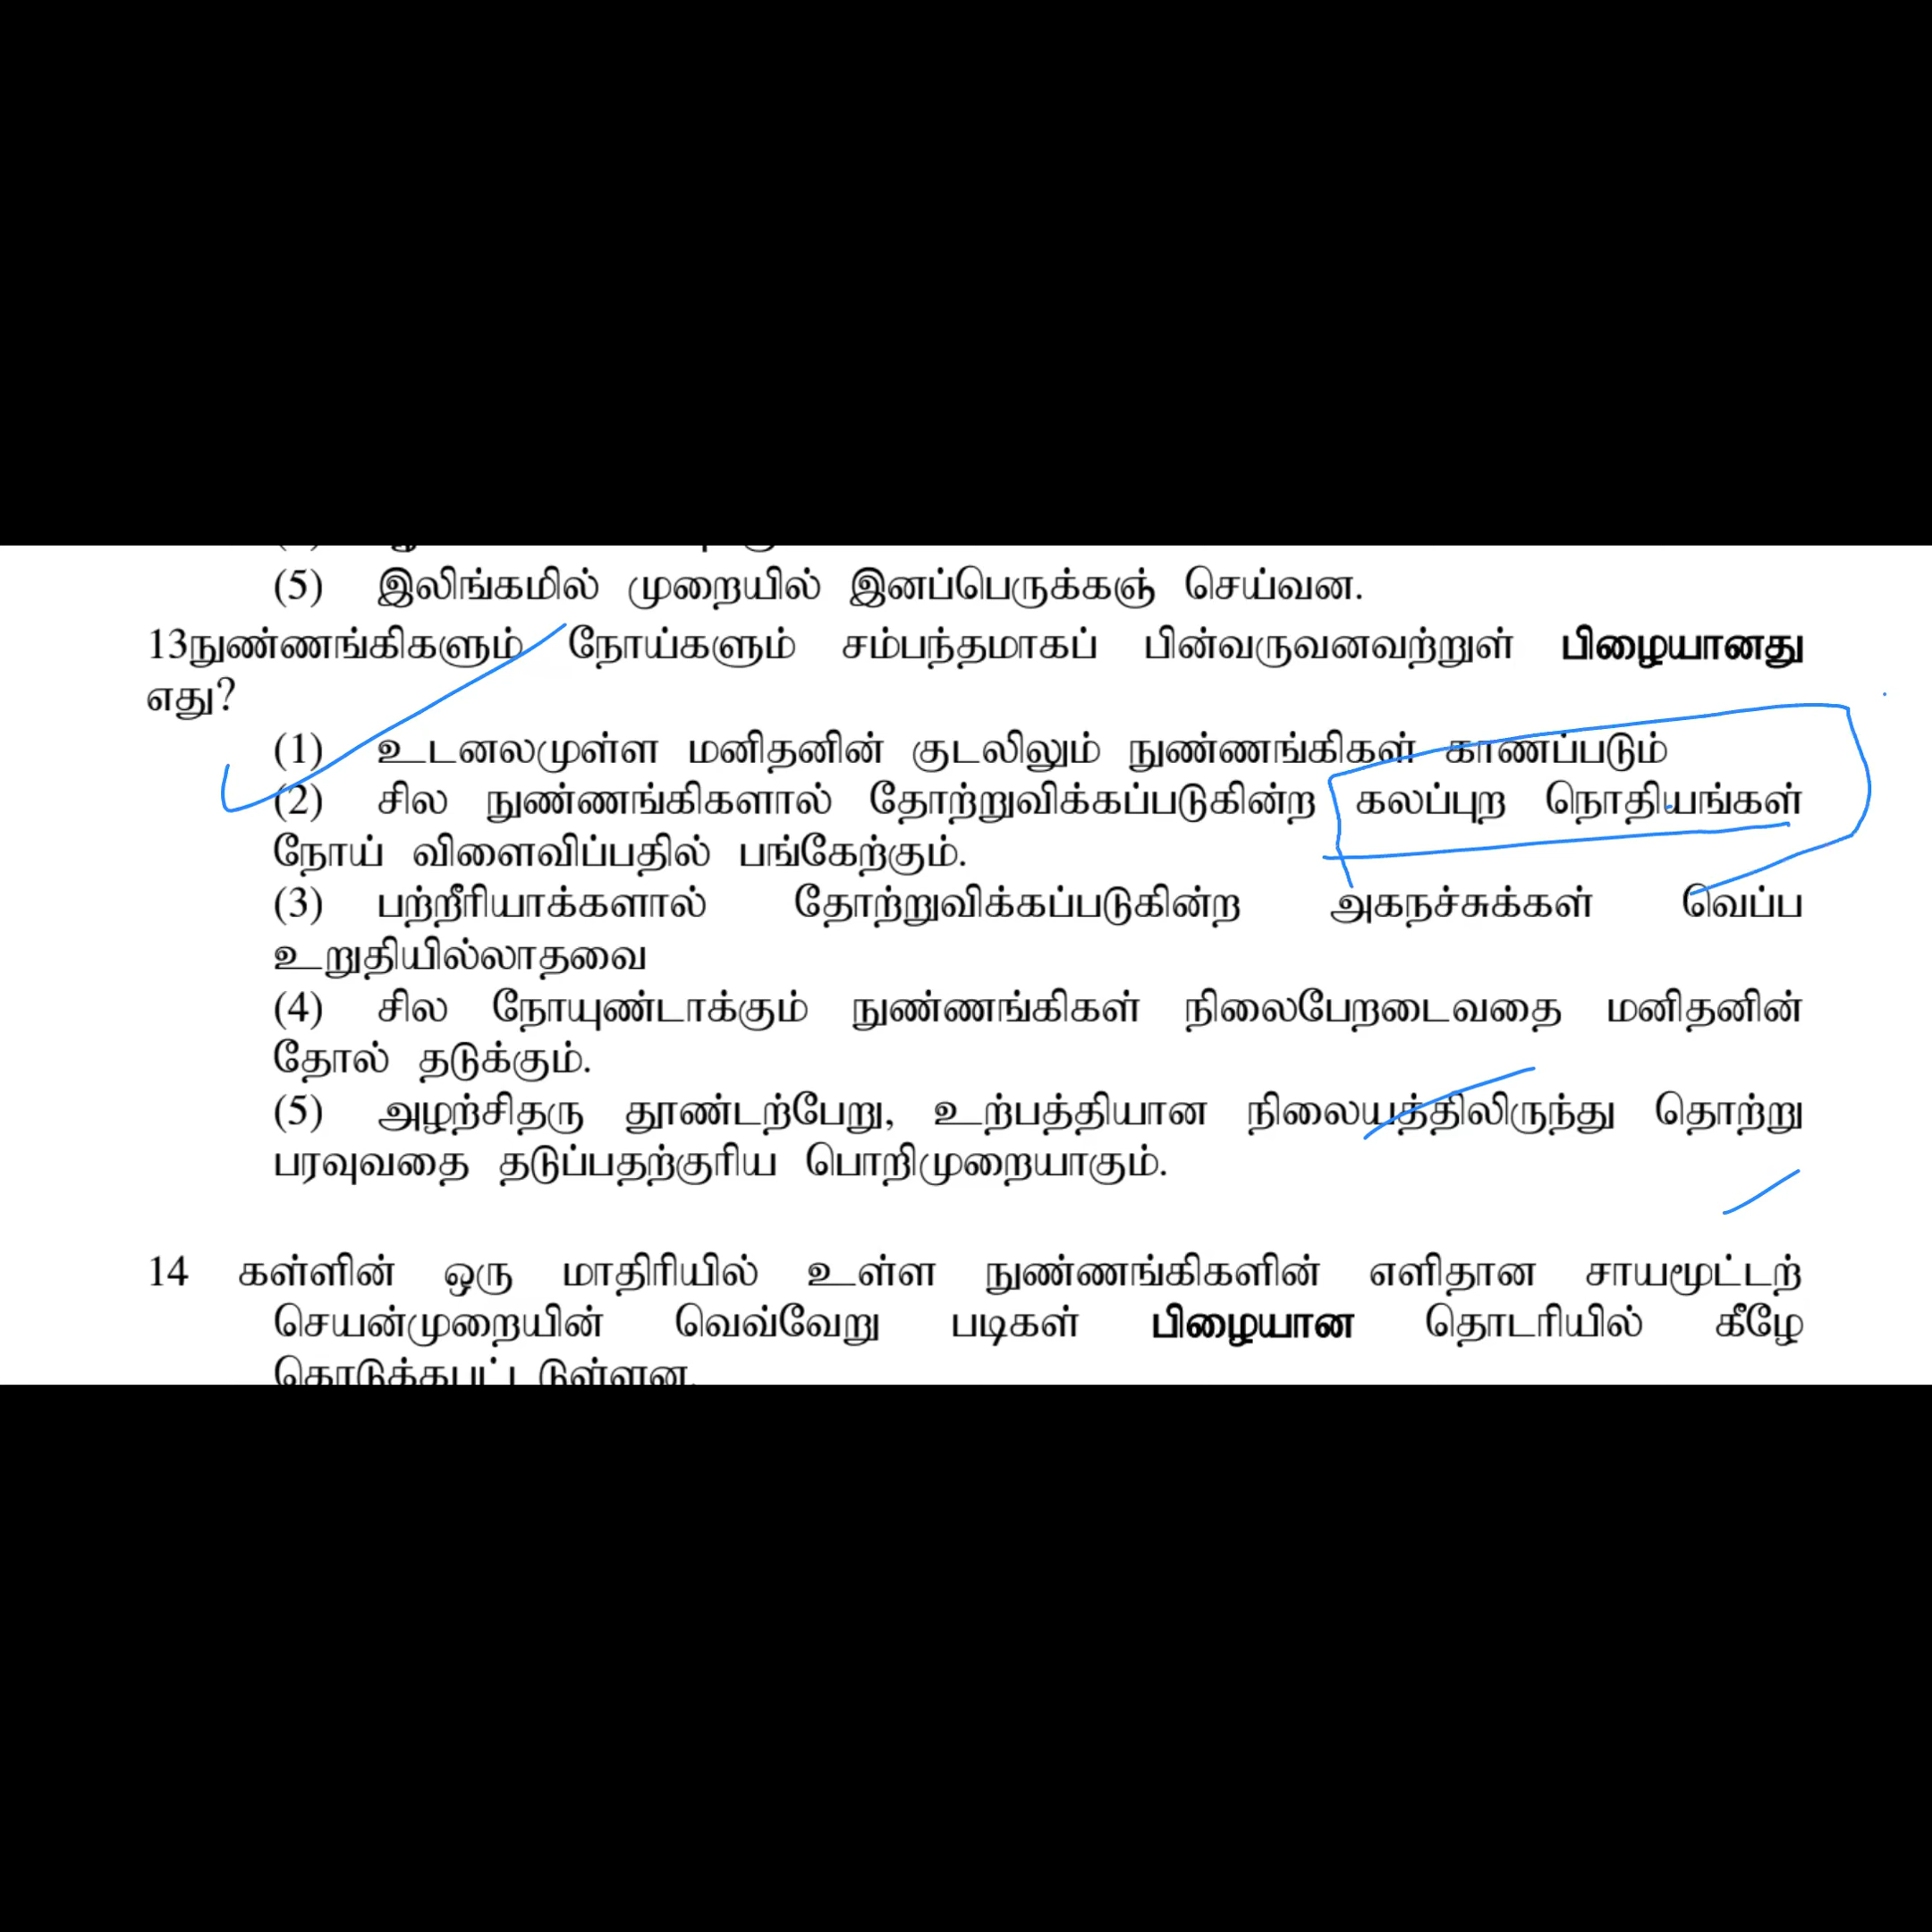 (5) இலிங்கமில் முறையில் இனப்பெருக்கஞ் செய்வன.
13நுண்ணங்கிகளும் நோய்களும் சம்பந்தமாகப் பின்வருவனவற்றுள் பிழையானது
எது?
(1) உடனலமுள்ள மனிதனின் குடலிலும் நுண்ணங்கிகள் காணப்படும்
(2) சில நுண்ணங்கிகளால் தோற்றுவிக்கப்படுகின்ற கலப்புற நொதியங்கள்
நோய் விளைவிப்பதில் பங்கேற்கும்.
(3) பற்றீரியாக்களால் தோற்றுவிக்கப்படுகின்ற அகநச்சுக்கள் வெப்ப
உறுதியில்லாதவை
(4) சில நோயுண்டாக்கும் நுண்ணங்கிகள் நிலைபேறடைவதை மனிதனின்
தோல் தடுக்கும்.
(5) அழற்சிதரு தூண்டற்பேறு, உற்பத்தியான நிலையத்திலிருந்து தொற்று
பரவுவதை தடுப்பதற்குரிய பொறிமுறையாகும்.
14 கள்ளின் ஒரு மாதிரியில் உள்ள நுண்ணங்கிகளின் எளிதான சாயமூட்டற்
செயன்முறையின் வெவ்வேறு படிகள் பிழையான தொடரியில் கீழே
கொடுக்கபட்டடுள்ளன.